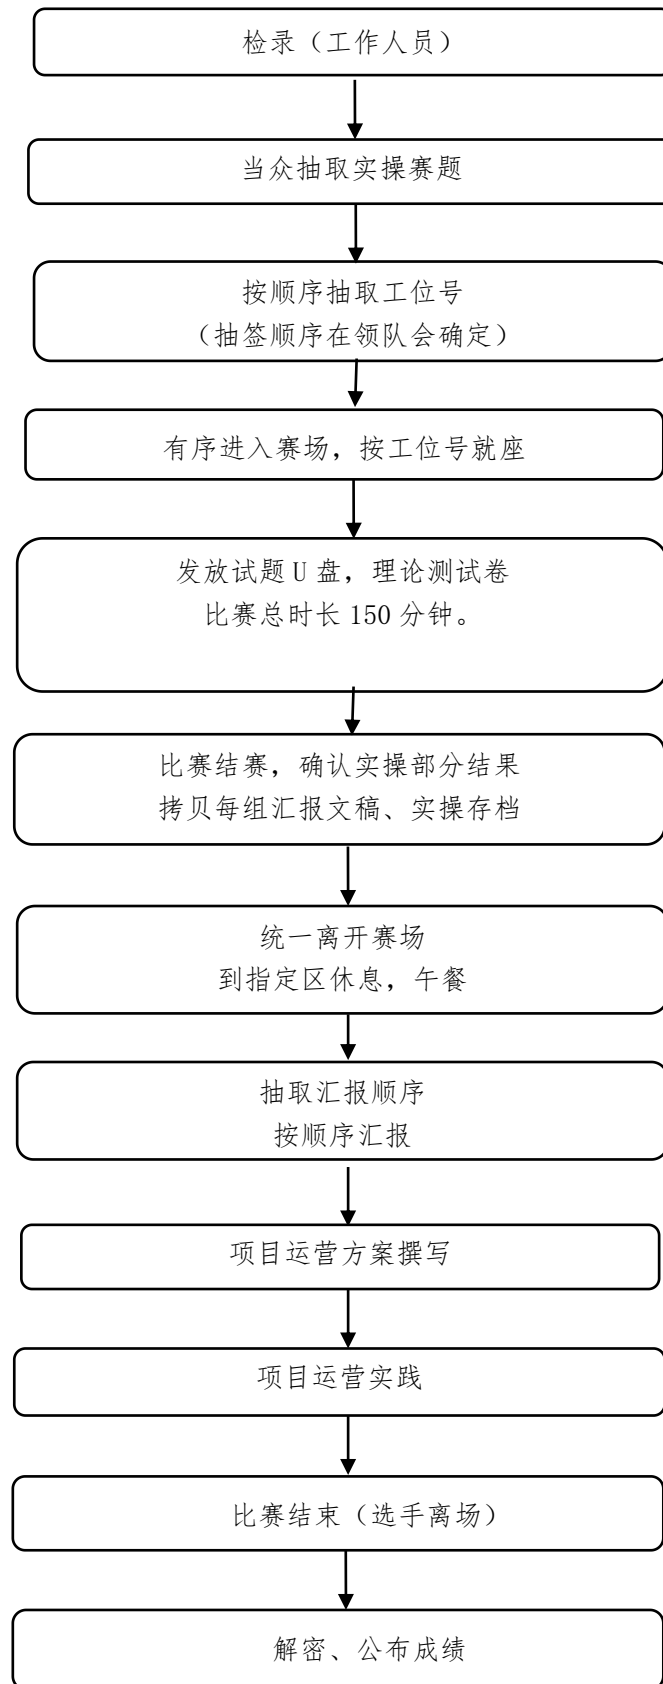 检录（工作人员）
当众抽取实操赛题
按顺序抽取工位号
（抽签顺序在领队会确定）
有序进入赛场，按工位号就座
发放试题 U 盘，理论测试卷
比赛总时长 150 分钟。
比赛结赛，确认实操部分结果
拷贝每组汇报文稿、实操存档
统一离开赛场
到指定区休息，午餐
抽取汇报顺序
按顺序汇报
项目运营方案撰写
项目运营实践
比赛结束（选手离场）
解密、公布成绩